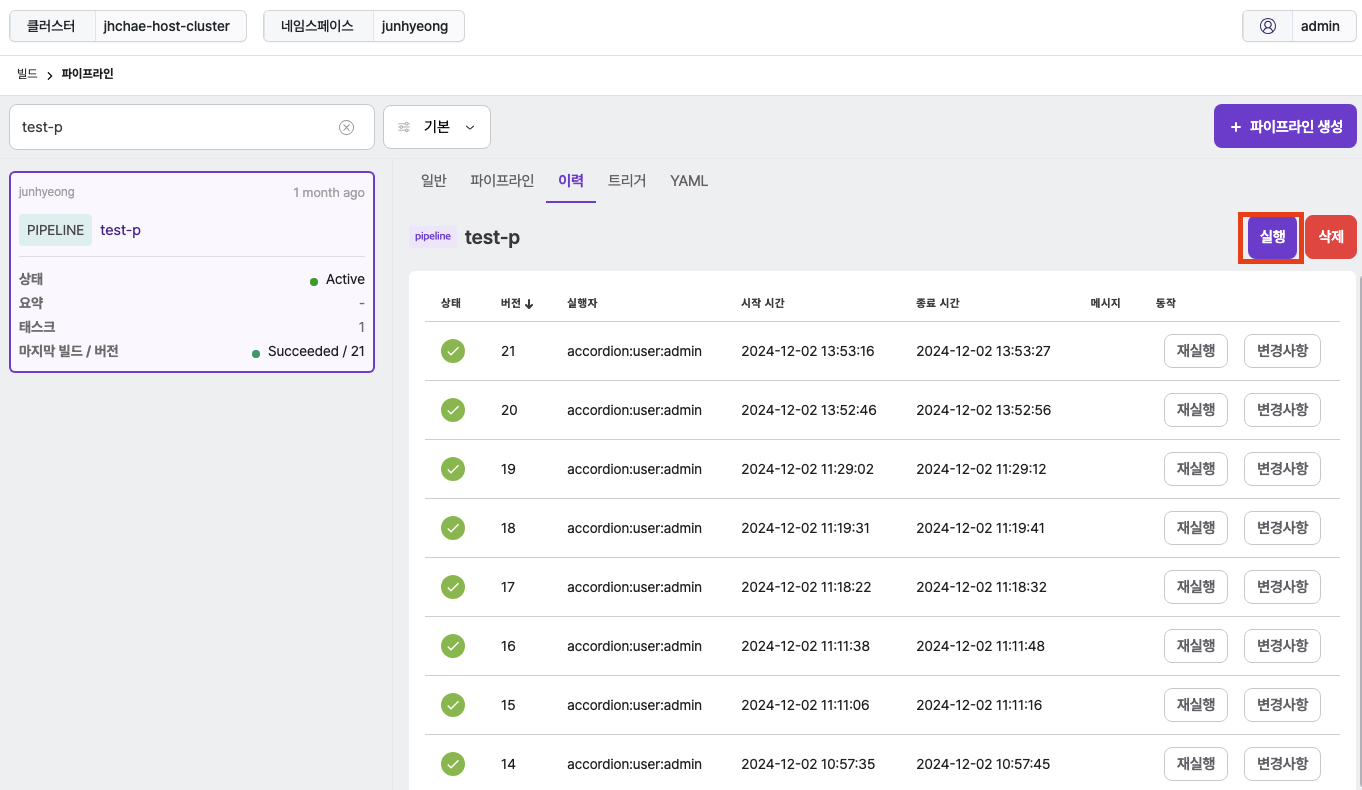 클러스터 jhchae-host-cluster 네임스페이스 junhyeong admin
빌드 > 파이프라인
test-p 기본 + 파이프라인 생성
junhyeong 1 month ago
PIPELINE test-p
상태 Active
요약 -
태스크 1
마지막 빌드 / 버전 Succeeded / 21
일반 파이프라인 이력 트리거 YAML
pipeline test-p 실행 삭제
상태 버전 ↓ 실행자 시작 시간 종료 시간 메시지 동작
21 accordion:user:admin 2024-12-02 13:53:16 2024-12-02 13:53:27 재실행 변경사항
20 accordion:user:admin 2024-12-02 13:52:46 2024-12-02 13:52:56 재실행 변경사항
19 accordion:user:admin 2024-12-02 11:29:02 2024-12-02 11:29:12 재실행 변경사항
18 accordion:user:admin 2024-12-02 11:19:31 2024-12-02 11:19:41 재실행 변경사항
17 accordion:user:admin 2024-12-02 11:18:22 2024-12-02 11:18:32 재실행 변경사항
16 accordion:user:admin 2024-12-02 11:11:38 2024-12-02 11:11:48 재실행 변경사항
15 accordion:user:admin 2024-12-02 11:11:06 2024-12-02 11:11:16 재실행 변경사항
14 accordion:user:admin 2024-12-02 10:57:35 2024-12-02 10:57:45 재실행 변경사항